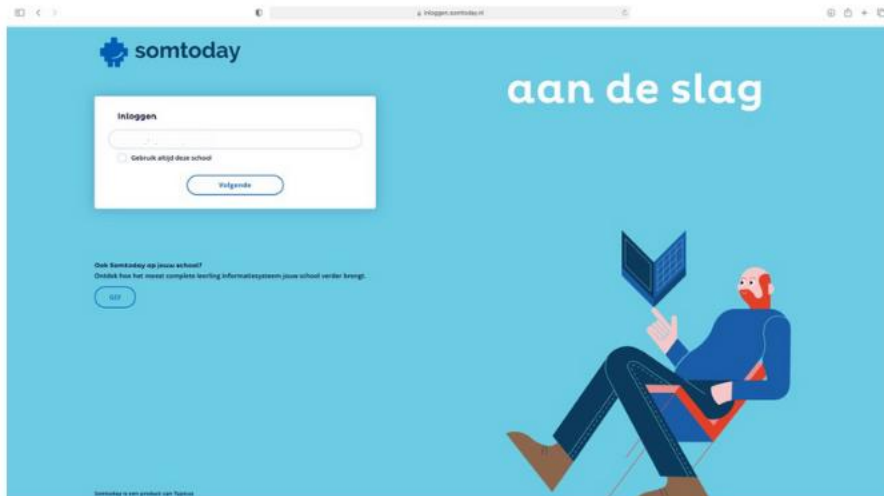 inloggen.somtoday.nl
somtoday
aan de slag
Inloggen
Gebruik altijd deze school
Volgende
Ook Somtoday op jouw school?
Ontdek hoe het meest complete leerling informatiesysteem jouw school verder brengt.
Somtoday is een product van Topicus